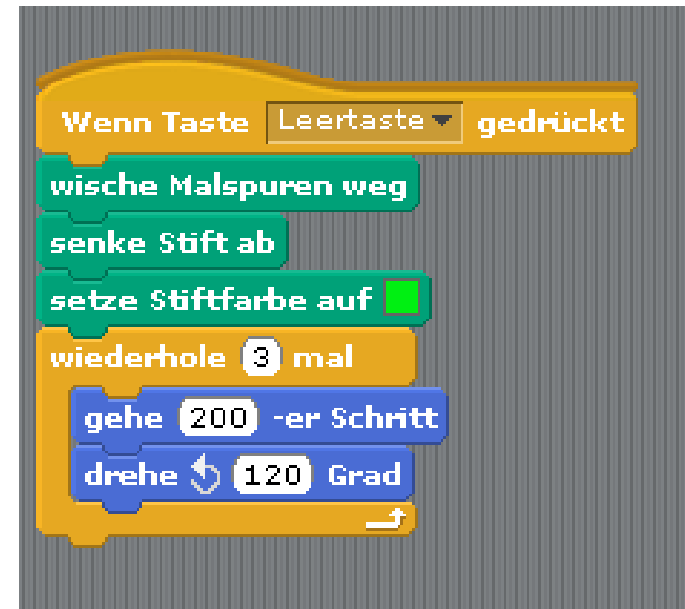 Wenn Taste Leertaste gedrückt
wische Malspuren weg
senke Stift ab
setze Stiftfarbe auf
wiederhole 3 mal
gehe 200 -er Schritt
drehe 120 Grad